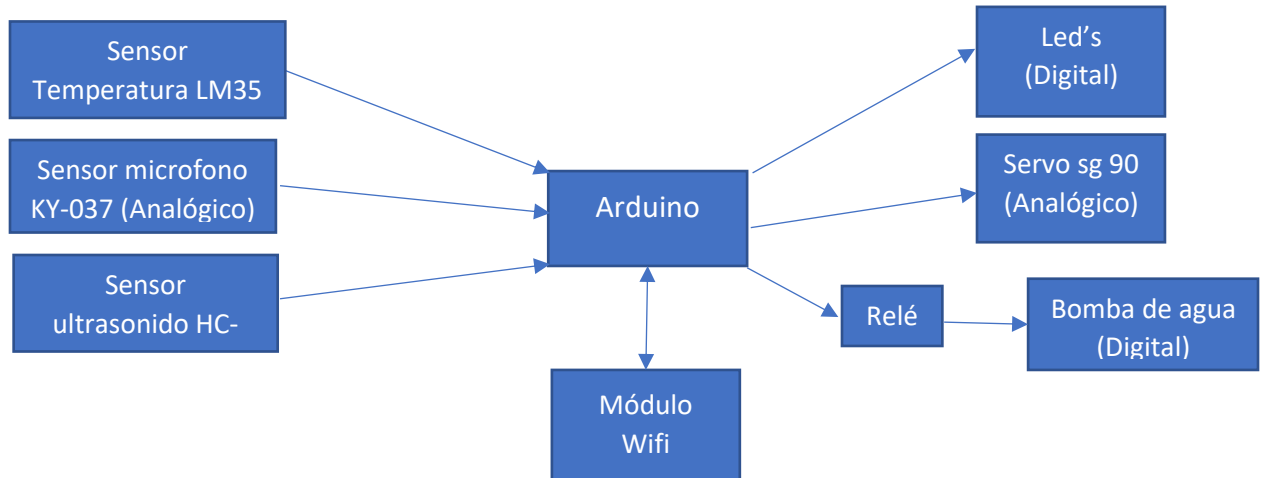 Sensor
Temperatura LM35
Sensor microfono
KY-037 (Analógico)
Sensor
ultrasonido HC-
Arduino
Módulo
Wifi
Led's
(Digital)
Servo sg 90
(Analógico)
Relé
Bomba de agua
(Digital)